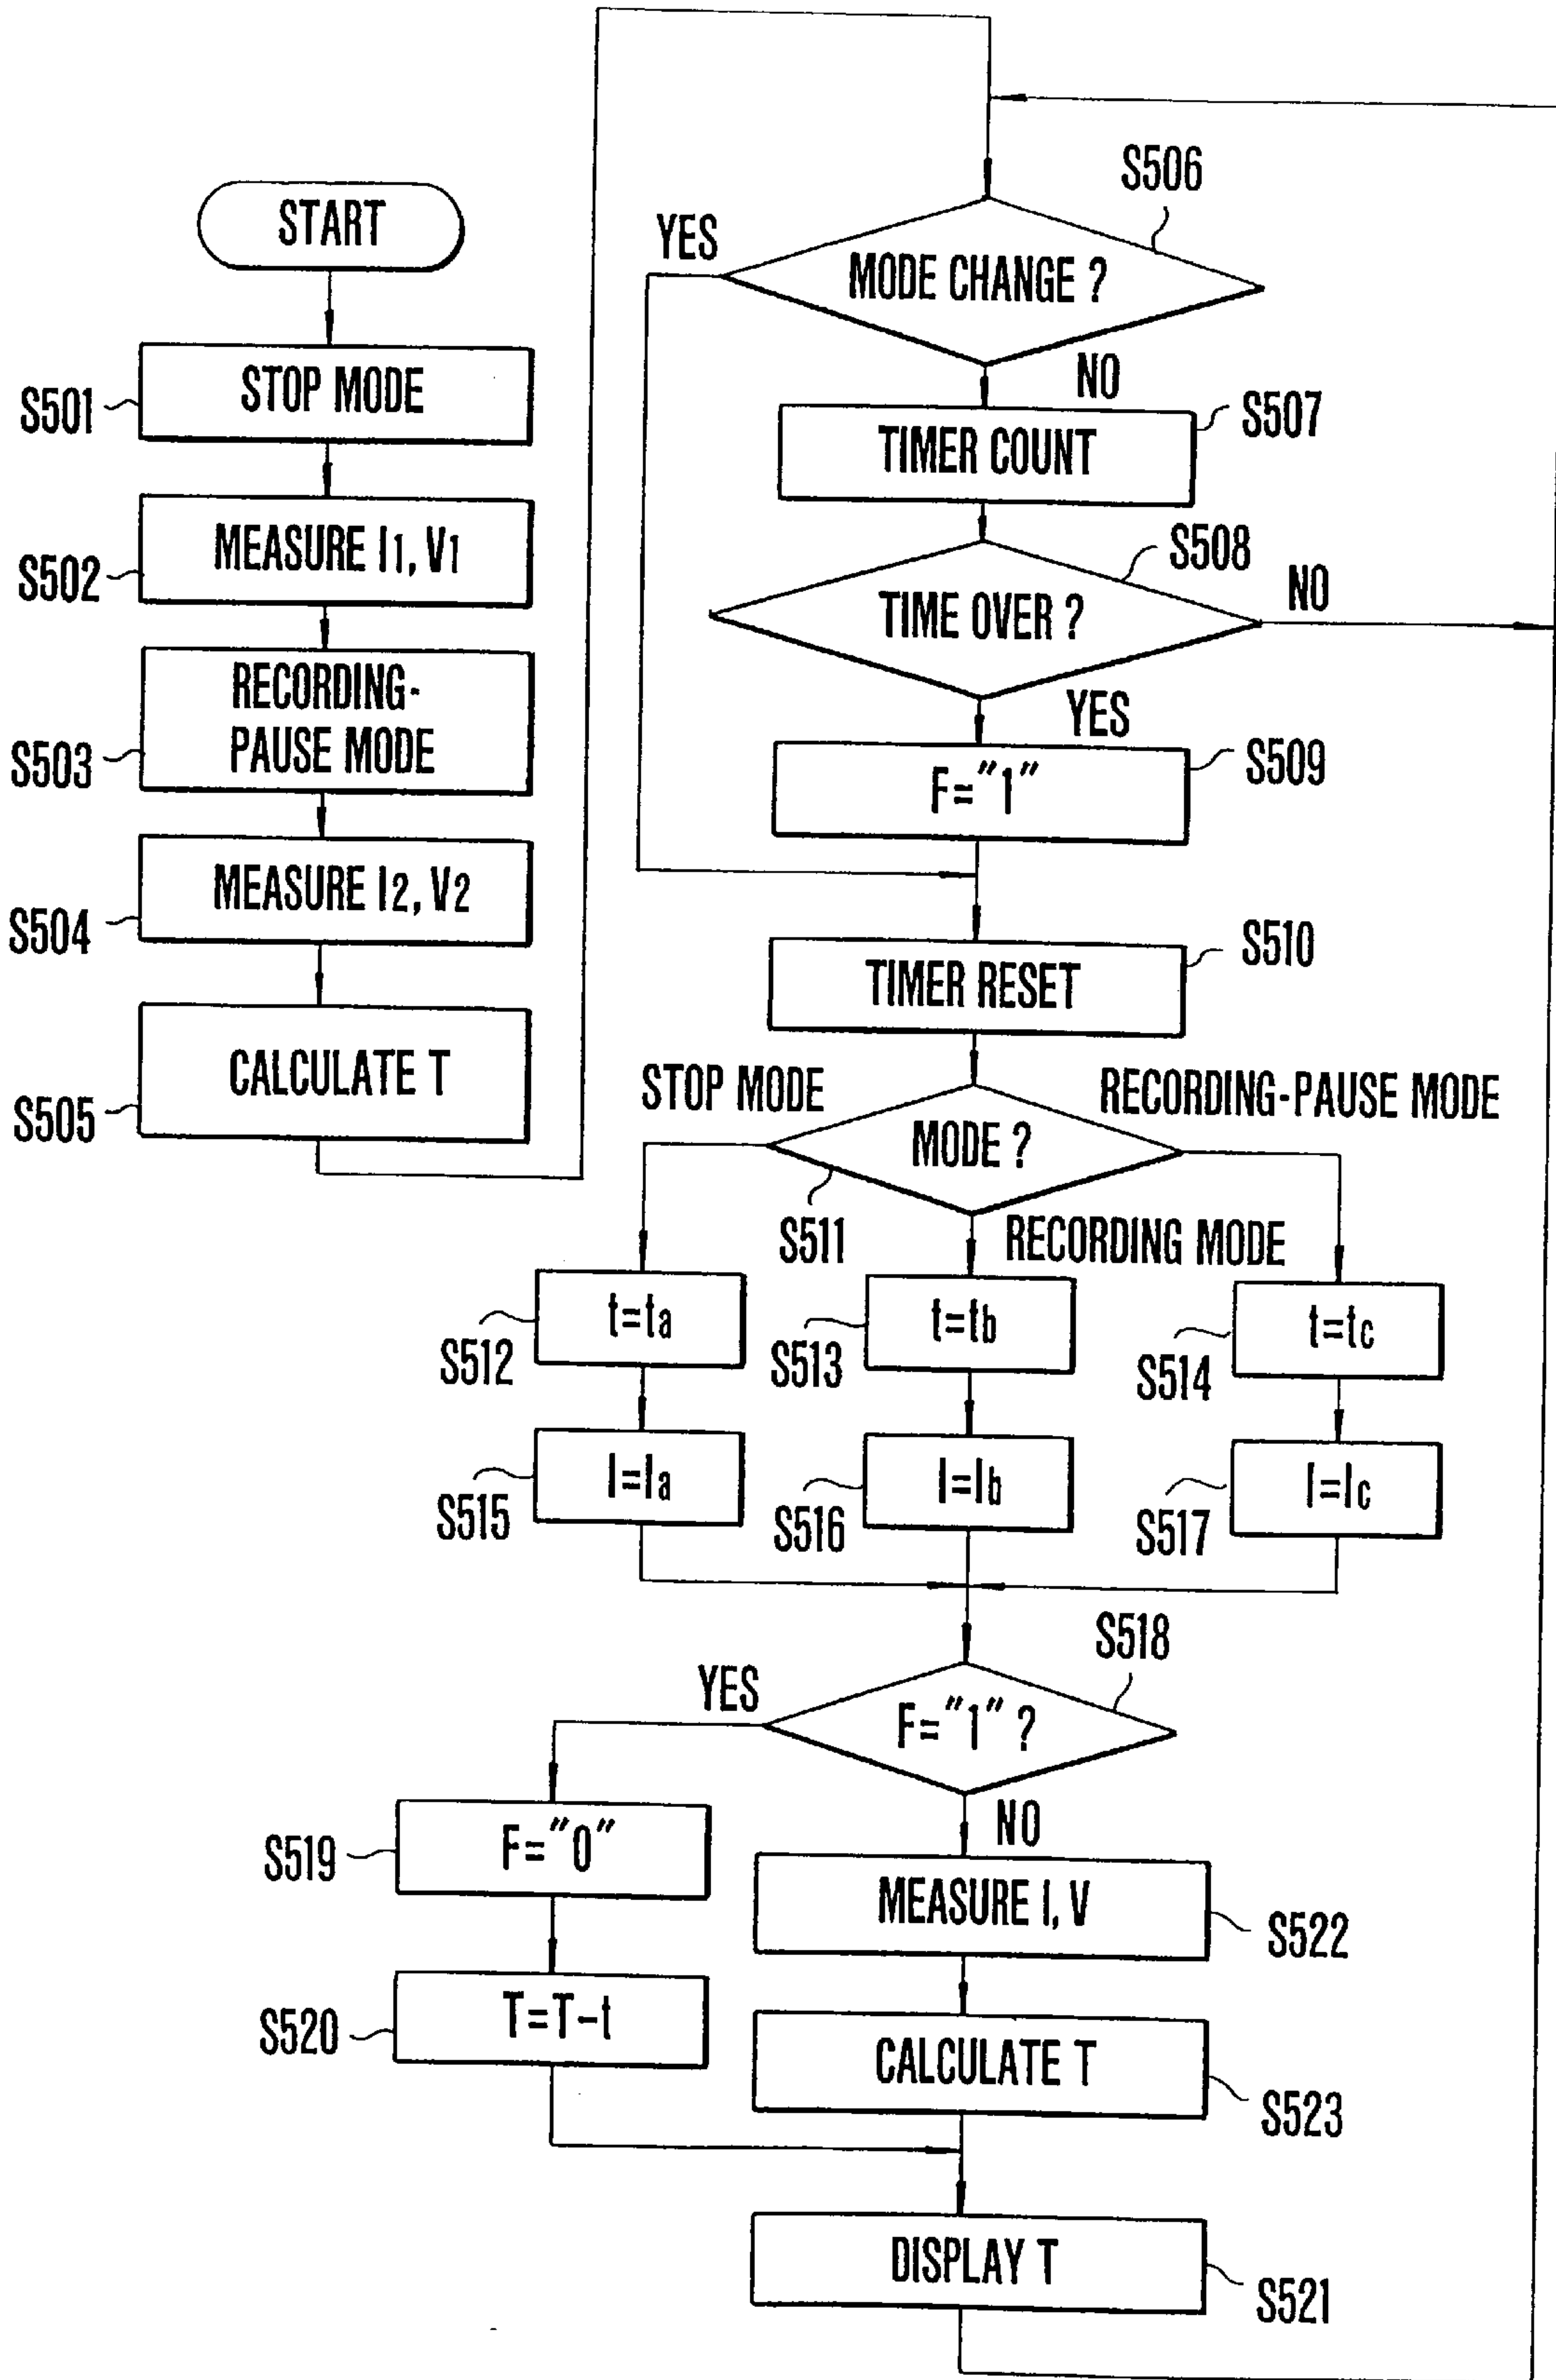 START
S501
STOP MODE
S502
MEASURE I1, V1
S503
RECORDING-
PAUSE MODE
S504
MEASURE I2, V2
S505
CALCULATE T
S506
YES
MODE CHANGE ?
NO
S507
TIMER COUNT
S508
TIME OVER ?
NO
YES
S509
F="1"
S510
TIMER RESET
STOP MODE
RECORDING-PAUSE MODE
MODE ?
S511
RECORDING MODE
t=ta
t=tb
t=tc
S512
S513
S514
I=Ia
I=Ib
I=Ic
S515
S516
S517
S518
YES
F="1" ?
NO
S519
F="0"
MEASURE I, V
S522
S520
T=T-t
CALCULATE T
S523
DISPLAY T
S521